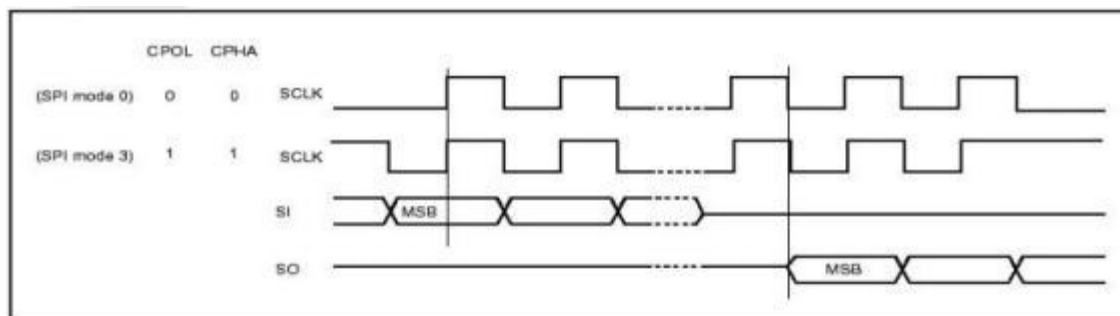 CPOL CPHA
(SPI mode 0) 0 0 SCLK
(SPI mode 3) 1 1 SCLK
SI MSB
SO MSB